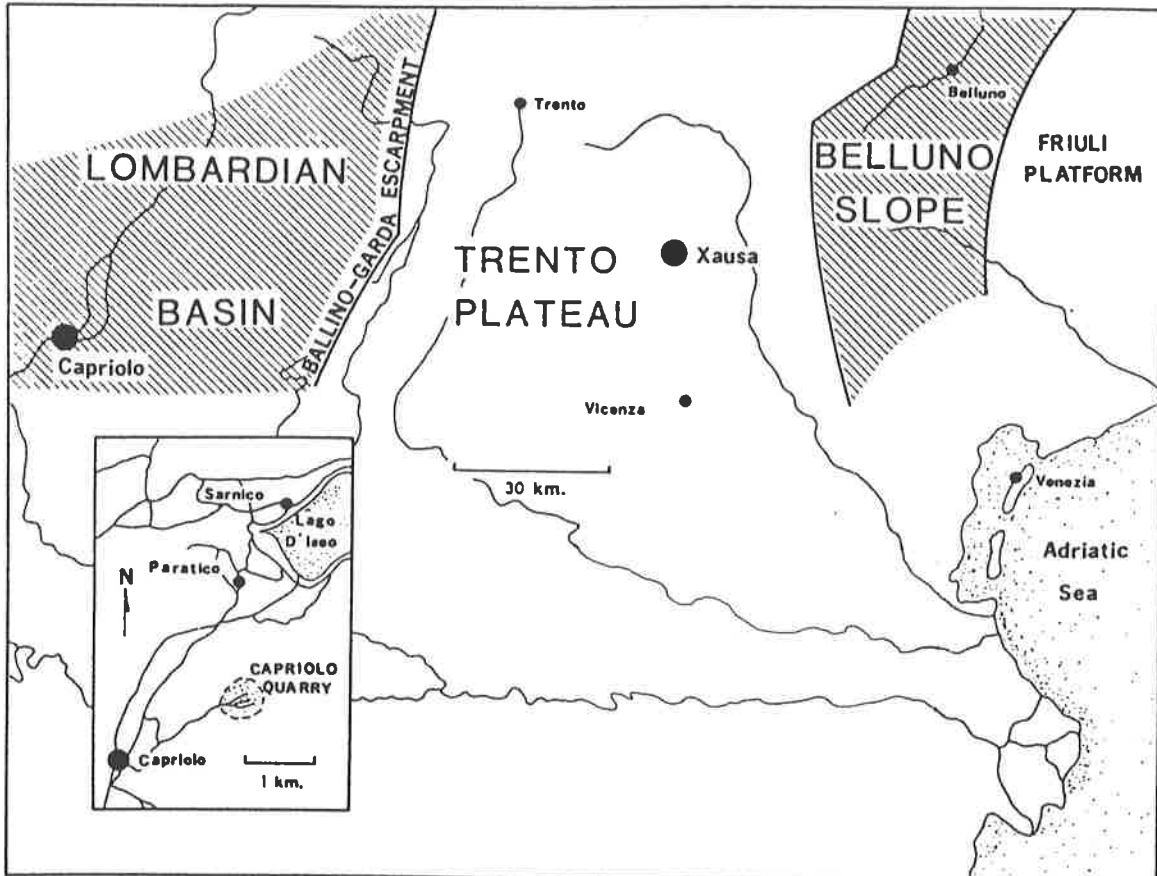 Trento
Belluno
LOMBARDIAN
BASIN
BALLINO-GARDA ESCARPMENT
BELLUNO
SLOPE
FRIULI
PLATFORM
TRENTO
PLATEAU
Xausa
Capriolo
Vicenza
30 km.
Venezia
Adriatic
Sea
Sarnico
Lago
D'Iseo
Paratico
N
CAPRIOLO
QUARRY
Capriolo
1 km.